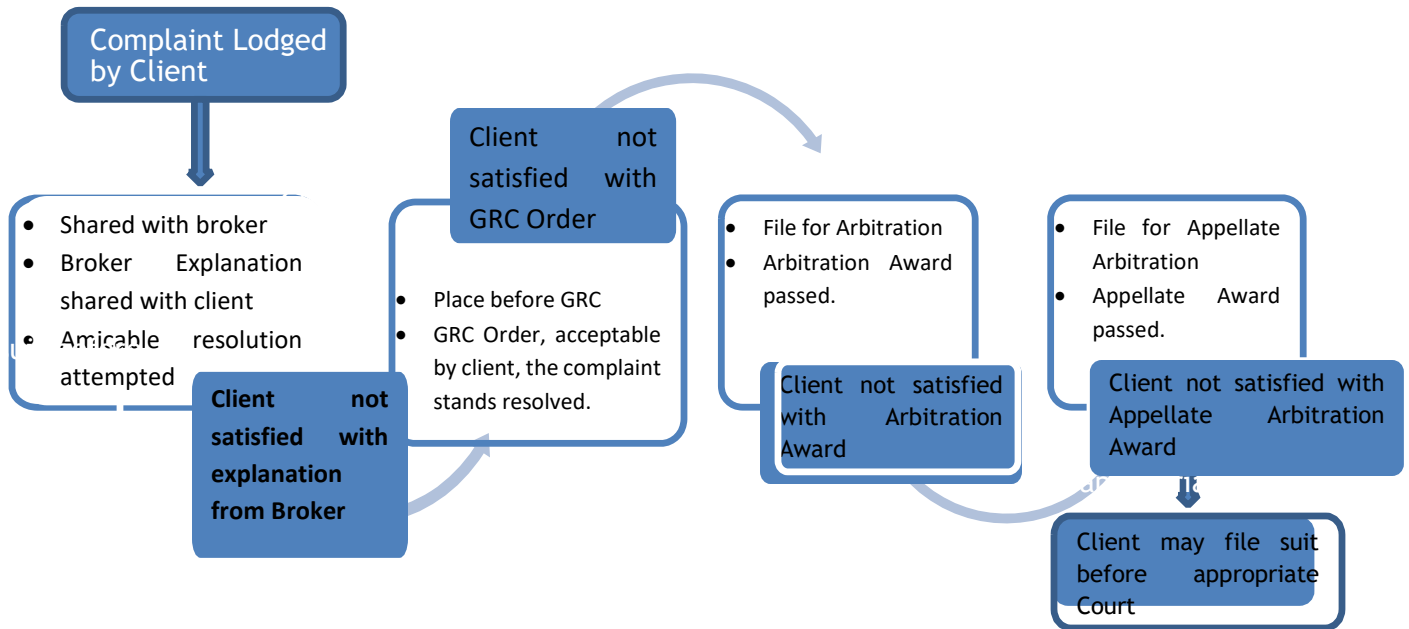 Complaint Lodged
by Client
• Shared with broker
• Broker Explanation
shared with client
• Amicable resolution
attempted
Client not
satisfied with
explanation
from Broker
Client not
satisfied with
GRC Order
• Place before GRC
• GRC Order, acceptable
by client, the complaint
stands resolved.
• File for Arbitration
• Arbitration Award
passed.
Client not satisfied
with Arbitration
Award
• File for Appellate
Arbitration
• Appellate Award
passed.
Client not satisfied with
Appellate Arbitration
Award
Client may file suit
before appropriate
Court